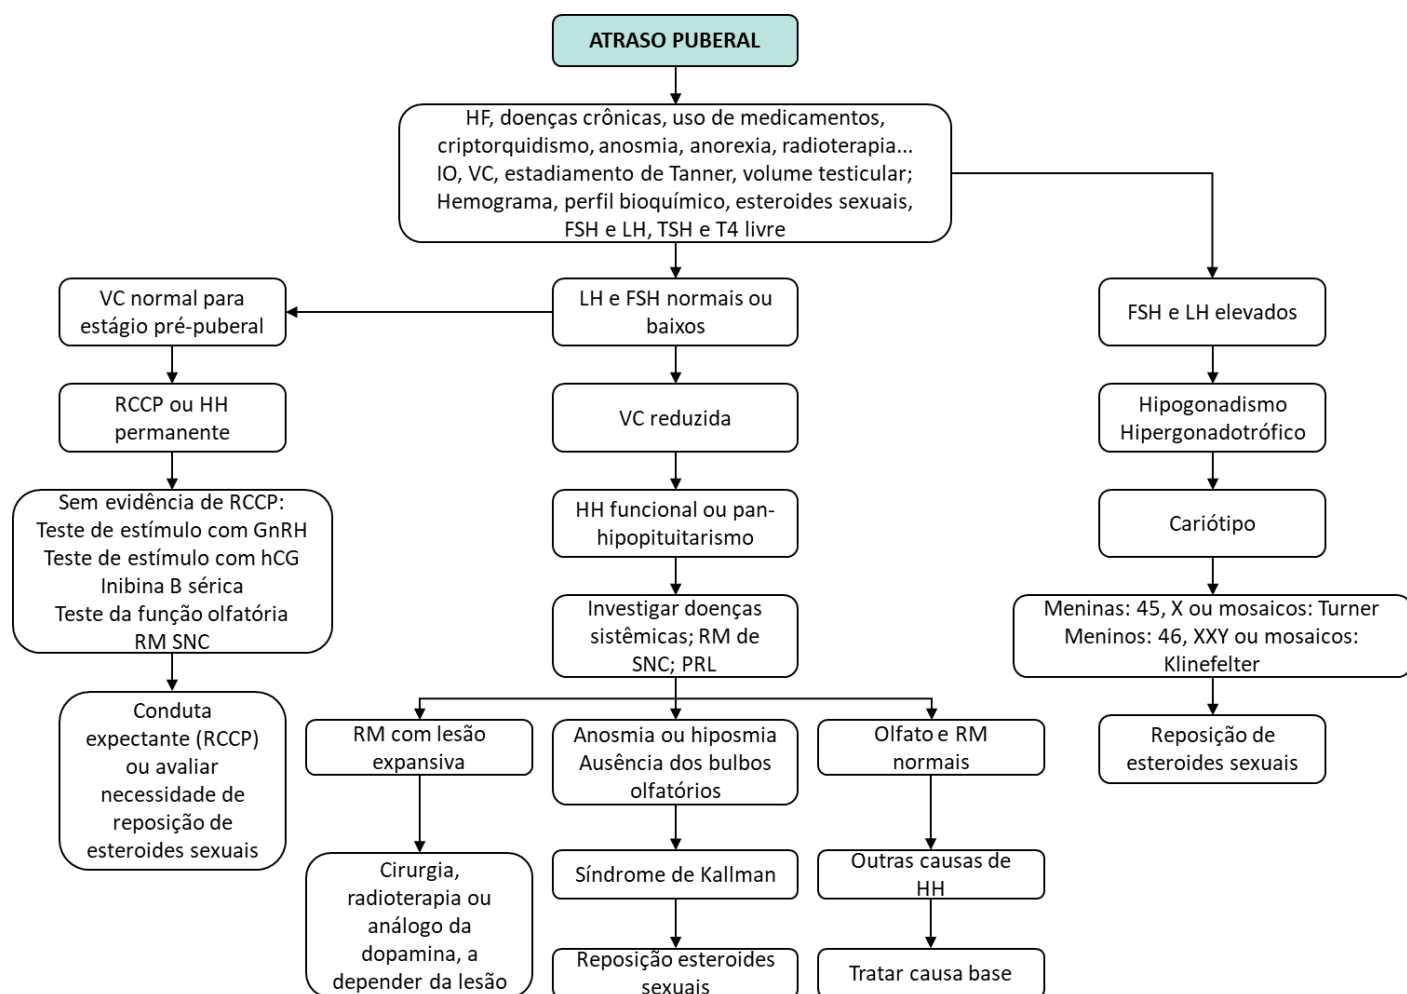 ATRASO PUBERAL
HF, doenças crônicas, uso de medicamentos,
criptorquidismo, anosmia, anorexia, radioterapia...
IO, VC, estadiamento de Tanner, volume testicular;
Hemograma, perfil bioquímico, esteroides sexuais,
FSH e LH, TSH e T4 livre
VC normal para
estágio pré-puberal
RCCP ou HH
permanente
Sem evidência de RCCP:
Teste de estímulo com GnRH
Teste de estímulo com hCG
Inibina B sérica
Teste da função olfatória
RM SNC
Conduta
expectante (RCCP)
ou avaliar
necessidade de
reposição de
esteroides sexuais
LH e FSH normais ou
baixos
VC reduzida
HH funcional ou pan-
hipopituitarismo
Investigar doenças
sistêmicas; RM de
SNC; PRL
RM com lesão
expansiva
Cirurgia,
radioterapia ou
análogo da
dopamina, a
depender da lesão
Anosmia ou hiposmia
Ausência dos bulbos
olfatórios
Síndrome de Kallman
Reposição esteroides
sexuais
Olfato e RM
normais
Outras causas de
HH
Tratar causa base
FSH e LH elevados
Hipogonadismo
Hipergonadotrófico
Cariótipo
Meninas: 45, X ou mosaicos: Turner
Meninos: 46, XXY ou mosaicos:
Klinefelter
Reposição de
esteroides sexuais